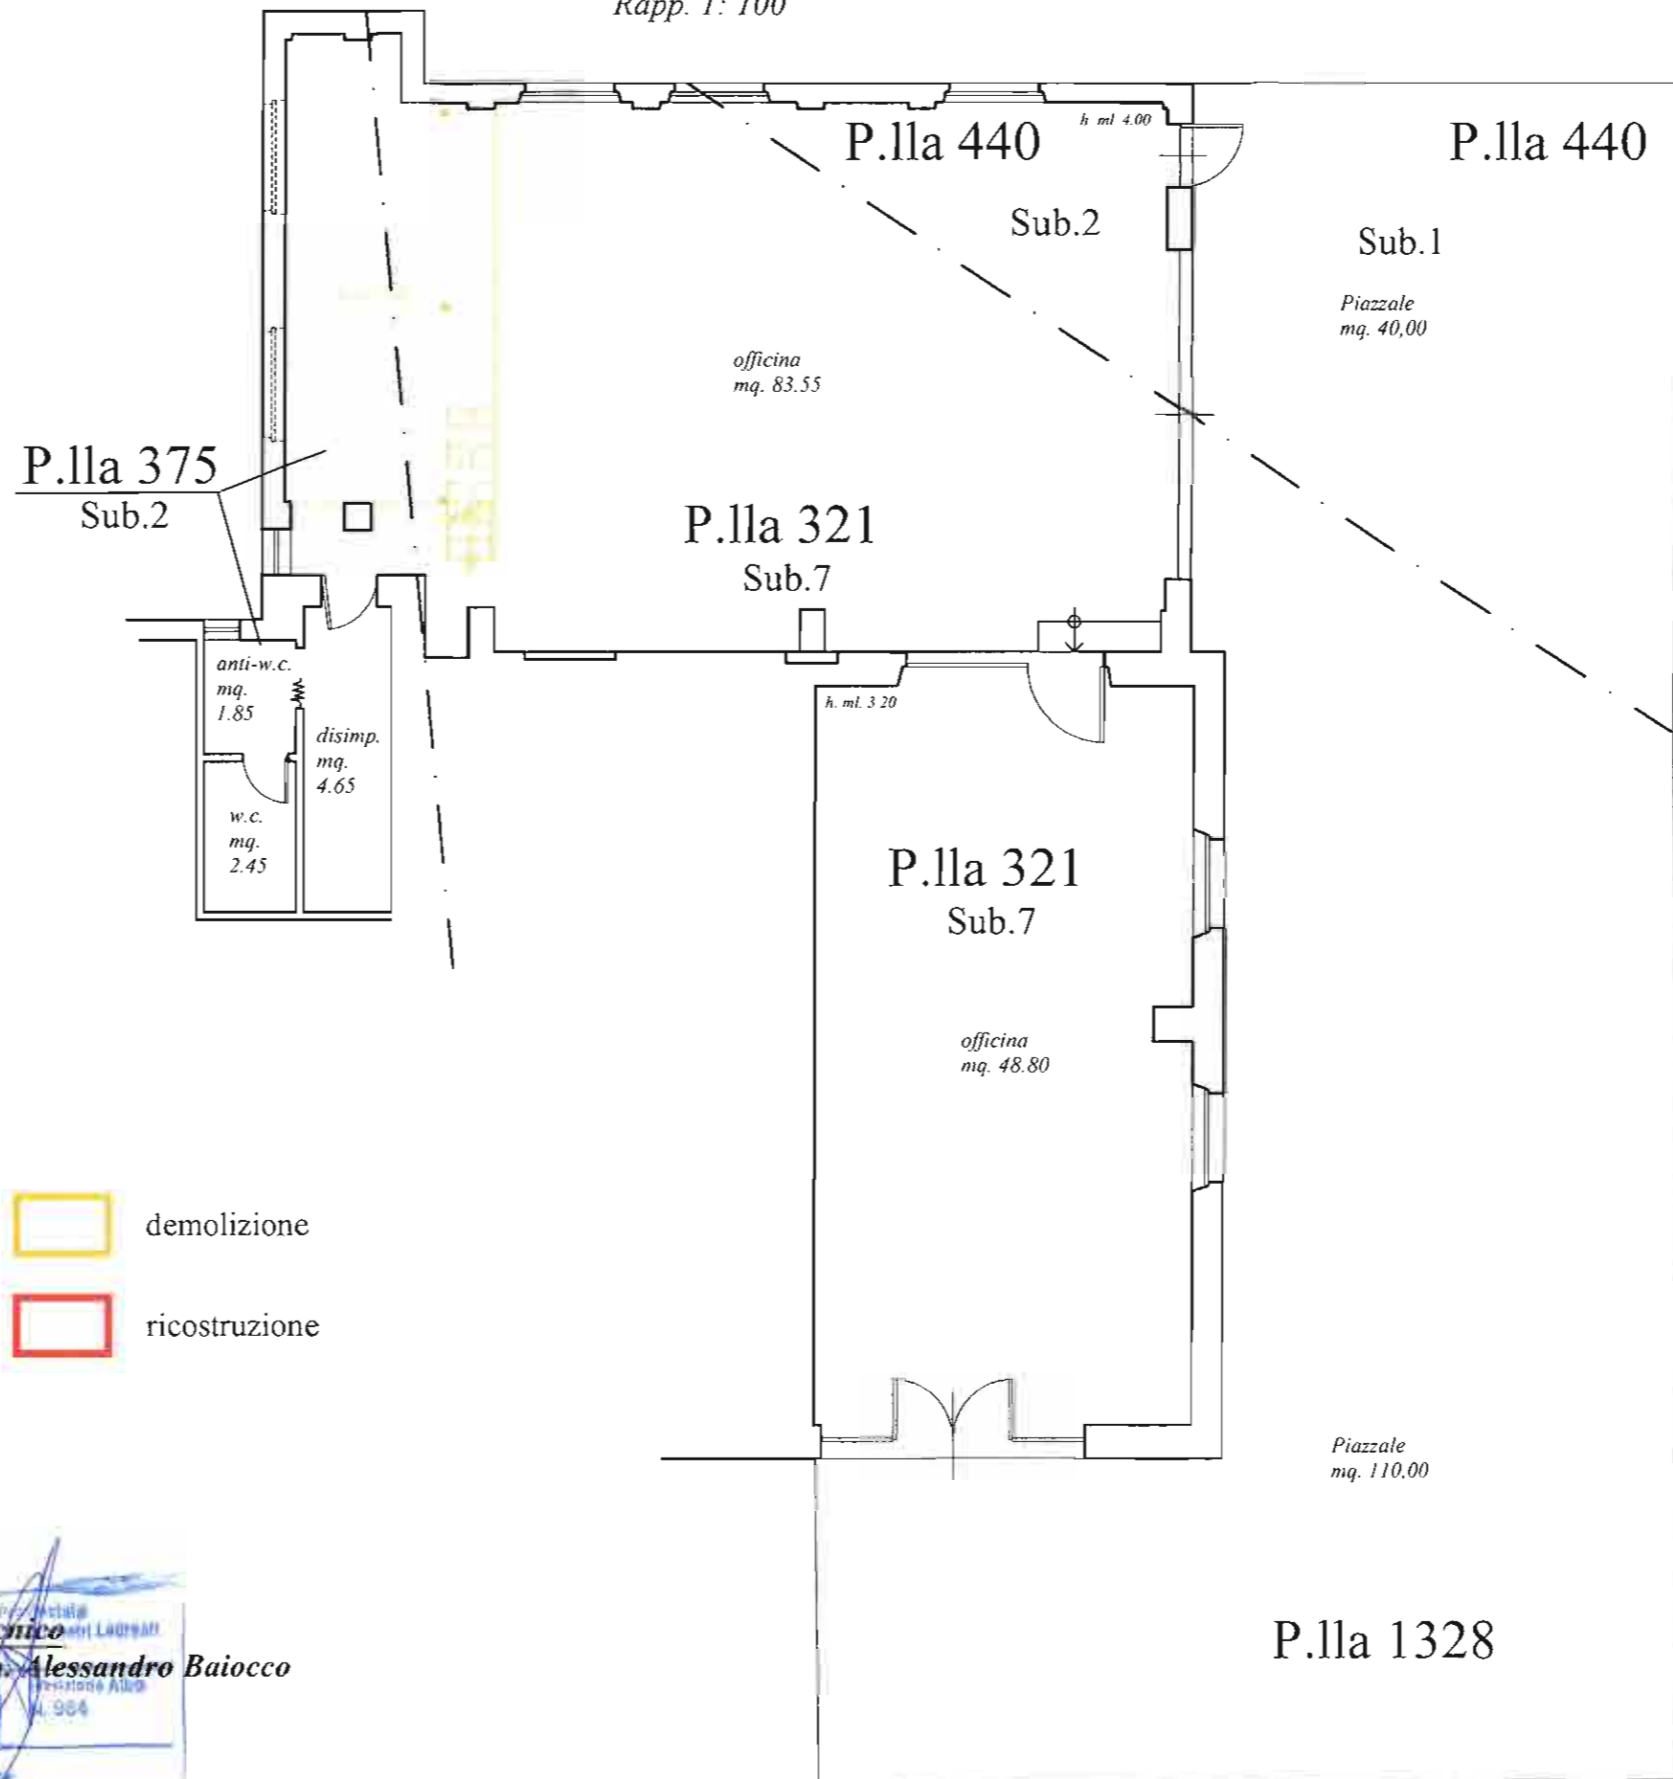 Rapp. 1: 100
P.lla 440
h ml 4.00
P.lla 440
Sub.2
Sub.1
Piazzale
mq. 40,00
officina
mq. 83.55
P.lla 375
Sub.2
P.lla 321
Sub.7
anti-w.c.
mq.
1.85
disimp.
mq.
4.65
w.c.
mq.
2.45
h. ml. 3 20
P.lla 321
Sub.7
officina
mq. 48.80
demolizione
ricostruzione
Piazzale
mq. 110,00
P.lla 1328
Laureati
Alessandro Baiocco
984